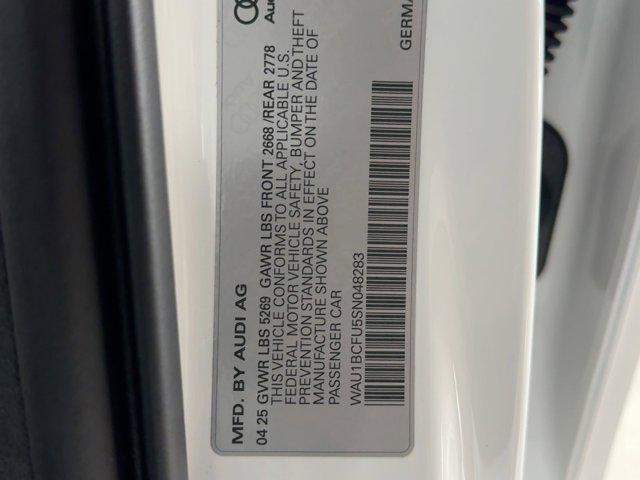 MFD. BY AUDI AG
04 25 GVWR LBS 5269 GAWR LBS FRONT 2668/REAR 2778
THIS VEHICLE CONFORMS TO ALL APPLICABLE U.S.
FEDERAL MOTOR VEHICLE SAFETY, BUMPER AND THEFT
PREVENTION STANDARDS IN EFFECT ON THE DATE OF
MANUFACTURE SHOWN ABOVE
PASSENGER CAR
WAU1BCFU5SN048283